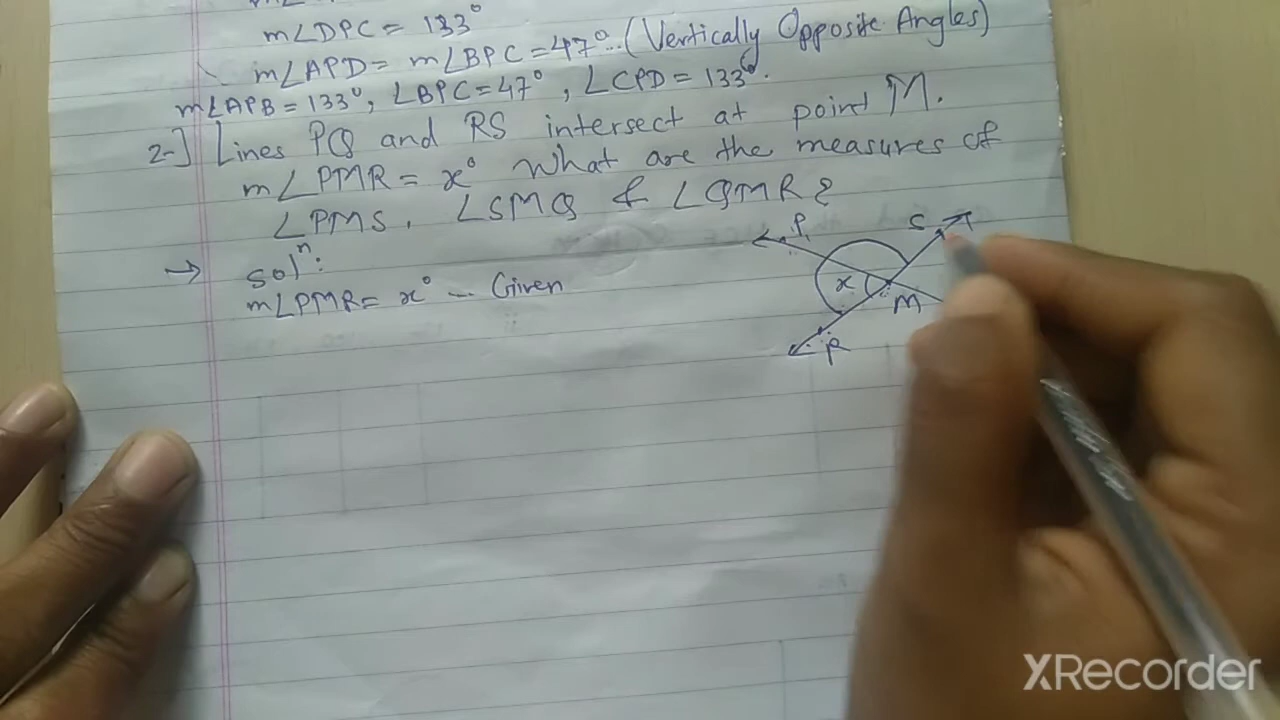 m∠DPC = 133°
m∠APD = m∠BPC = 47° ... (Vertically Opposite Angles)
m∠APB = 133°, ∠BPC = 47°, ∠CPD = 133°.
2-] Lines PQ and RS intersect at point M.
m∠PMR = x° What are the measures of
∠PMS, ∠SMQ & ∠QMR?
→ solⁿ:
m∠PMR = x° --- Given
P
S
x
M
R
XRecorder